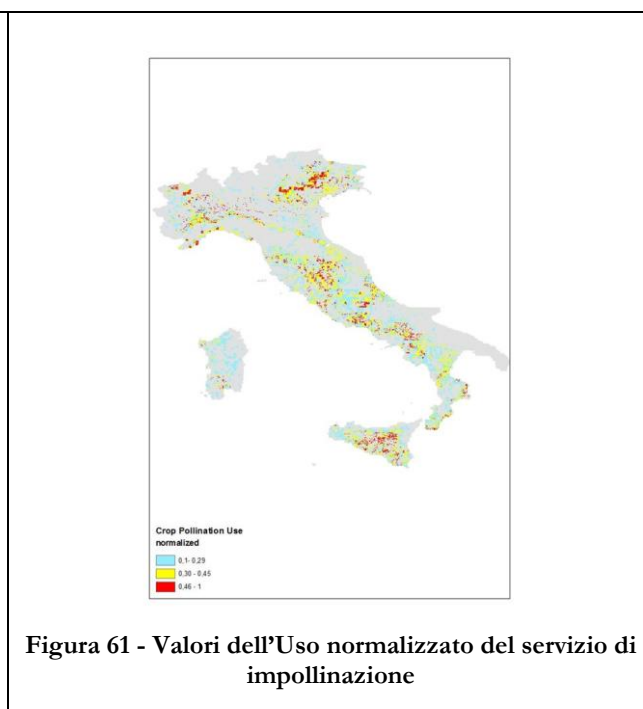 Crop Pollination Use
normalized
0,1- 0,29
0,30 - 0,45
0,46 - 1
Figura 61 - Valori dell’Uso normalizzato del servizio di
impollinazione